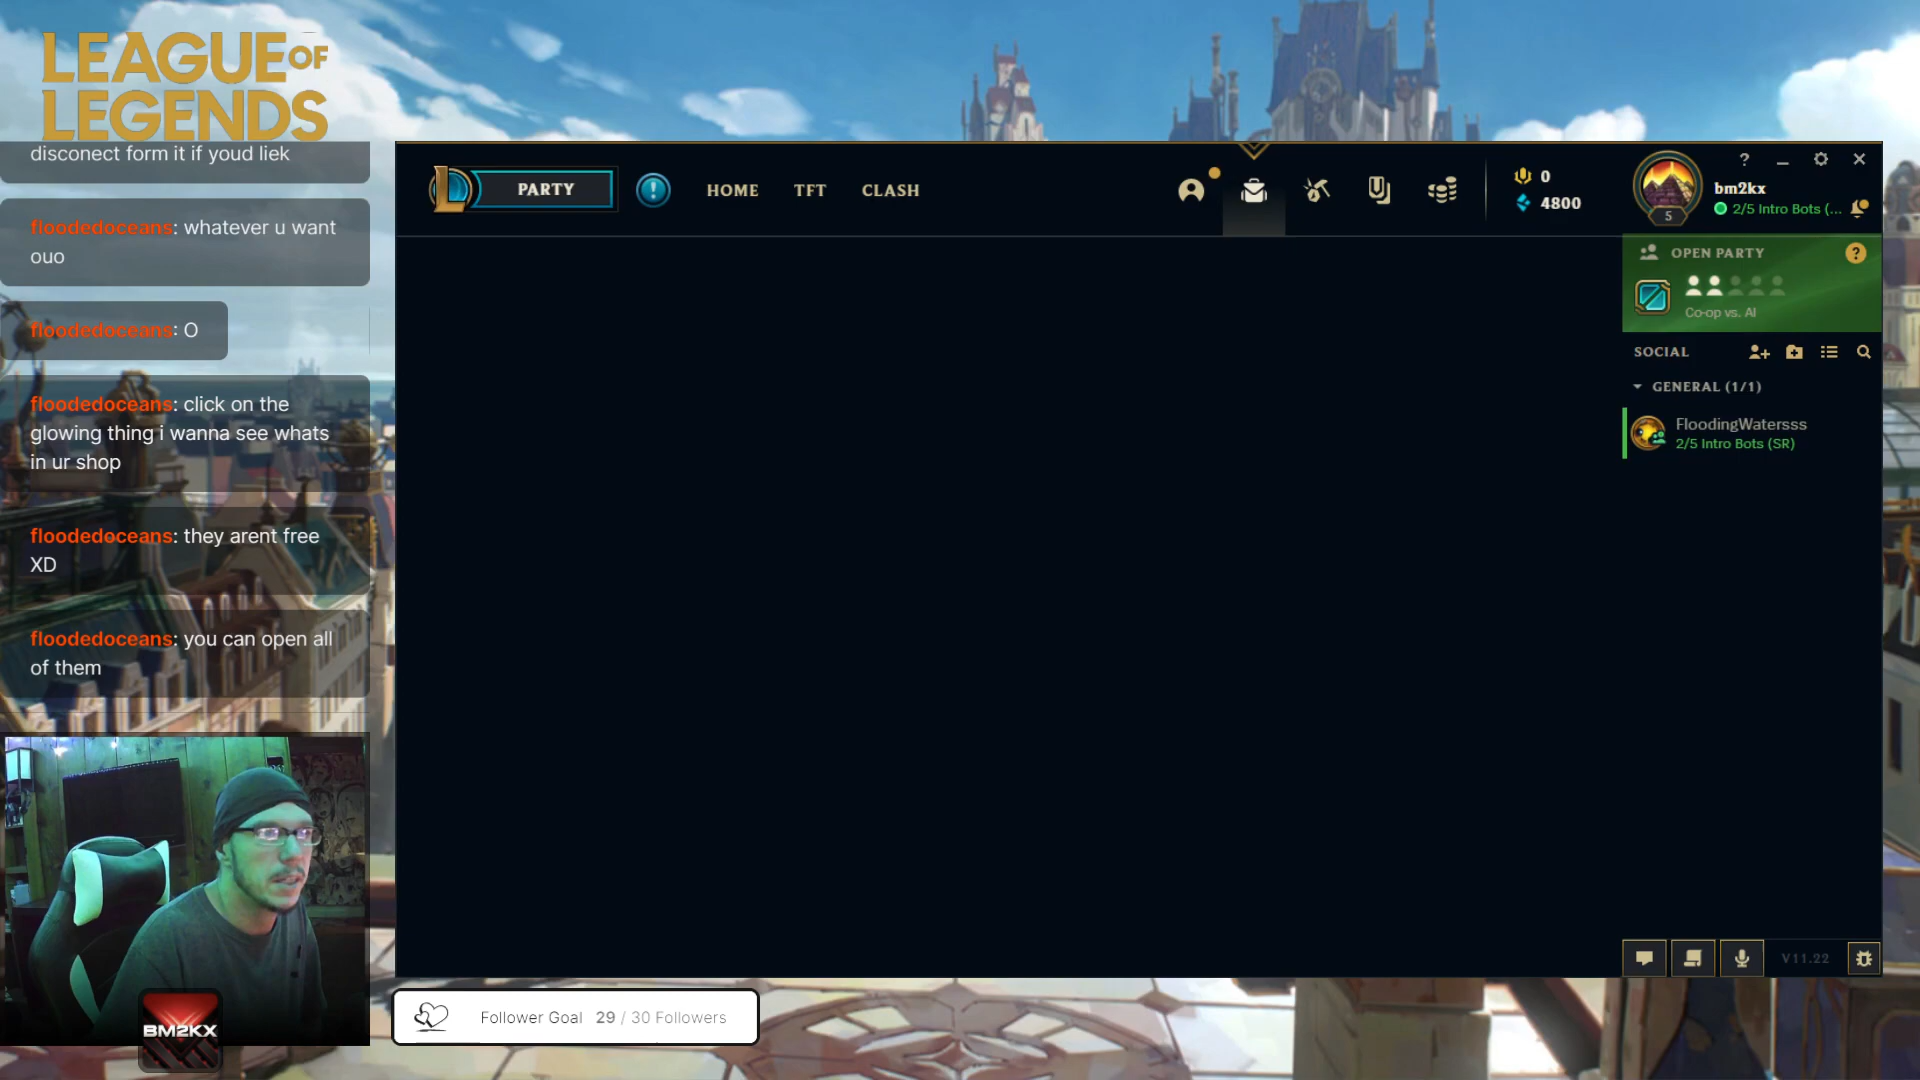 LEAGUE OF
LEGENDS
disconect form it if youd liek
floodedoceans: whatever u want
ouo
floodedoceans: O
floodedoceans: click on the
glowing thing i wanna see whats
in ur shop
floodedoceans: they arent free
XD
floodedoceans: you can open all
of them
BM2KX
PARTY
HOME
TFT
CLASH
0
4800
5
?
bm2kx
2/5 Intro Bots (...
OPEN PARTY
?
Co-op vs. AI
SOCIAL
GENERAL (1/1)
FloodingWatersss
2/5 Intro Bots (SR)
V11.22
Follower Goal 29 / 30 Followers